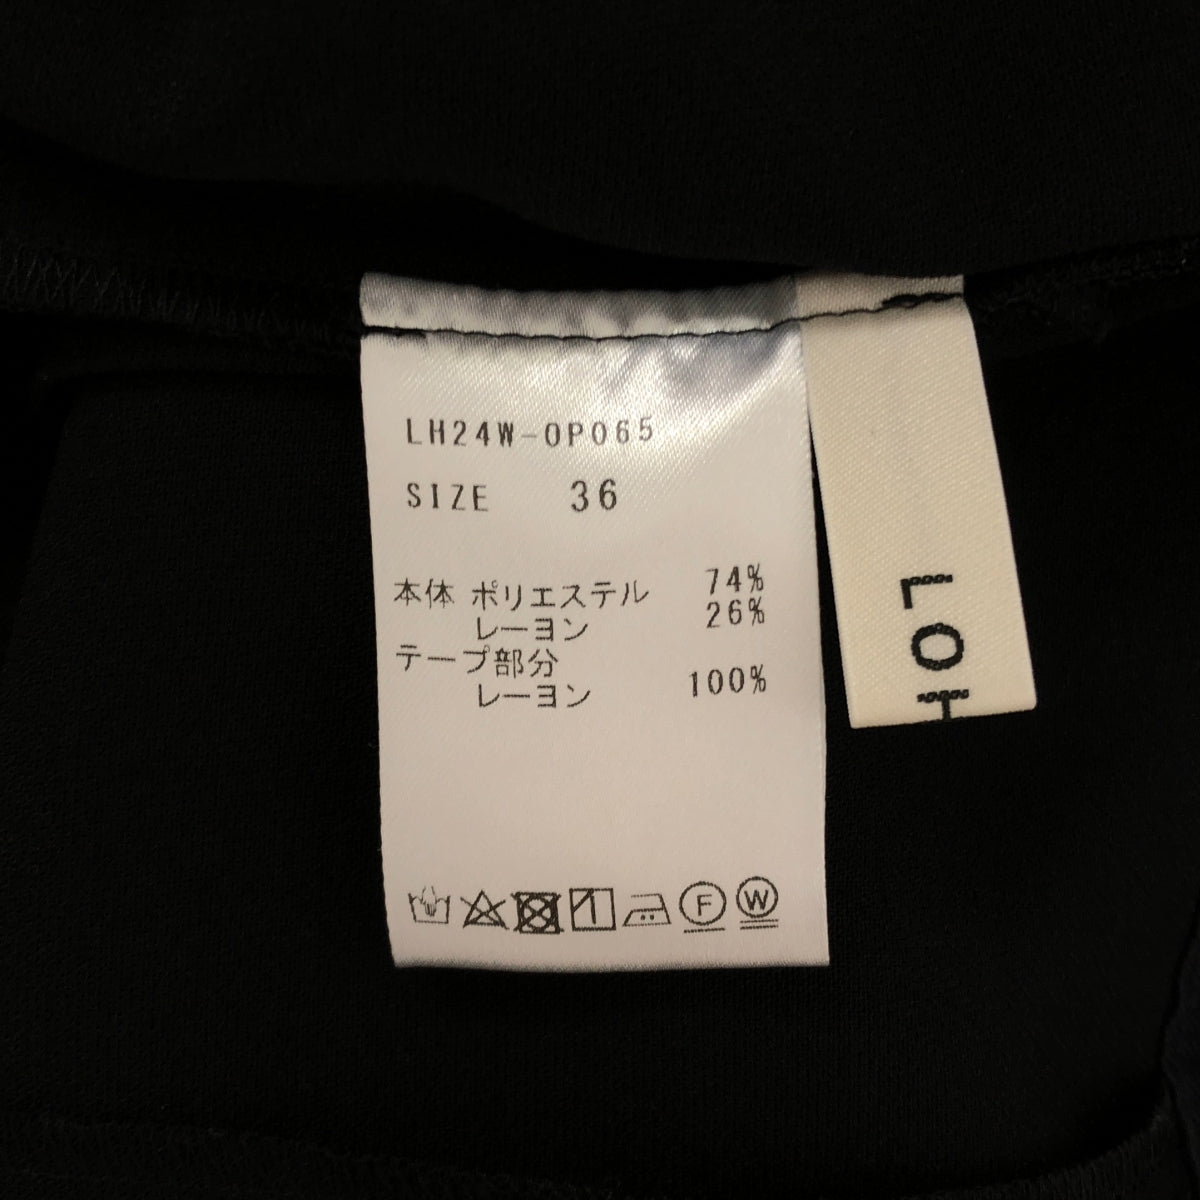 LH24W-OP065
SIZE 36
本体 ポリエステル 74%
レーヨン 26%
テープ部分
レーヨン 100%
F W
LO